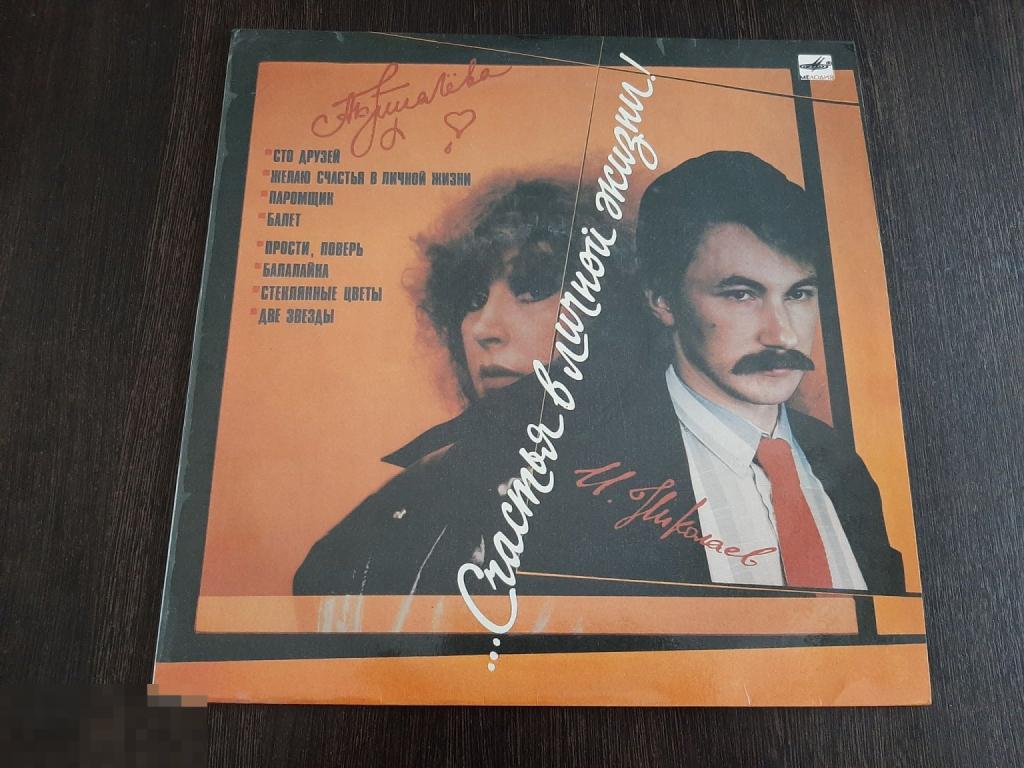 А. Пугачёва
МЕЛОДИЯ
СТО ДРУЗЕЙ
ЖЕЛАЮ СЧАСТЬЯ В ЛИЧНОЙ ЖИЗНИ
ПАРОМЩИК
БАЛЕТ
ПРОСТИ, ПОВЕРЬ
БАЛАЛАЙКА
СТЕКЛЯННЫЕ ЦВЕТЫ
ДВЕ ЗВЕЗДЫ
...Счастья в личной жизни!
И. Николаев